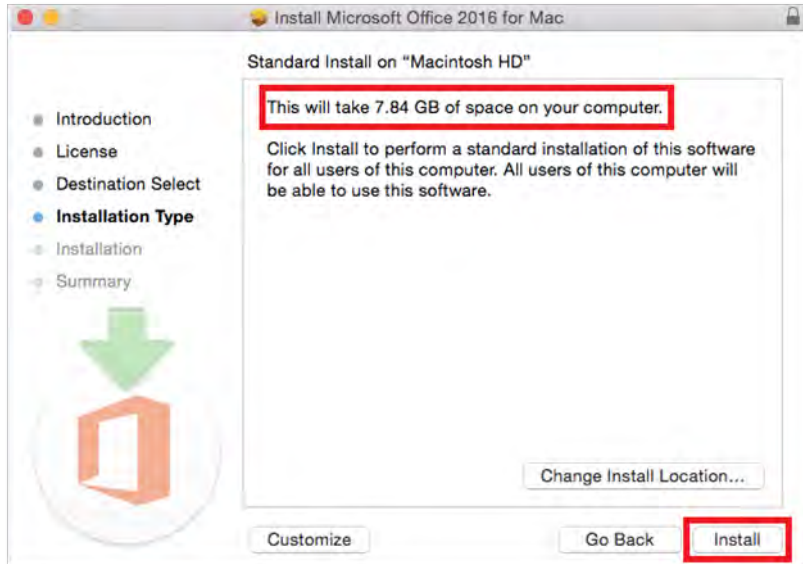 Install Microsoft Office 2016 for Mac
Standard Install on "Macintosh HD"
Introduction
License
Destination Select
Installation Type
Installation
Summary
This will take 7.84 GB of space on your computer.
Click Install to perform a standard installation of this software
for all users of this computer. All users of this computer will
be able to use this software.
Change Install Location...
Customize
Go Back
Install